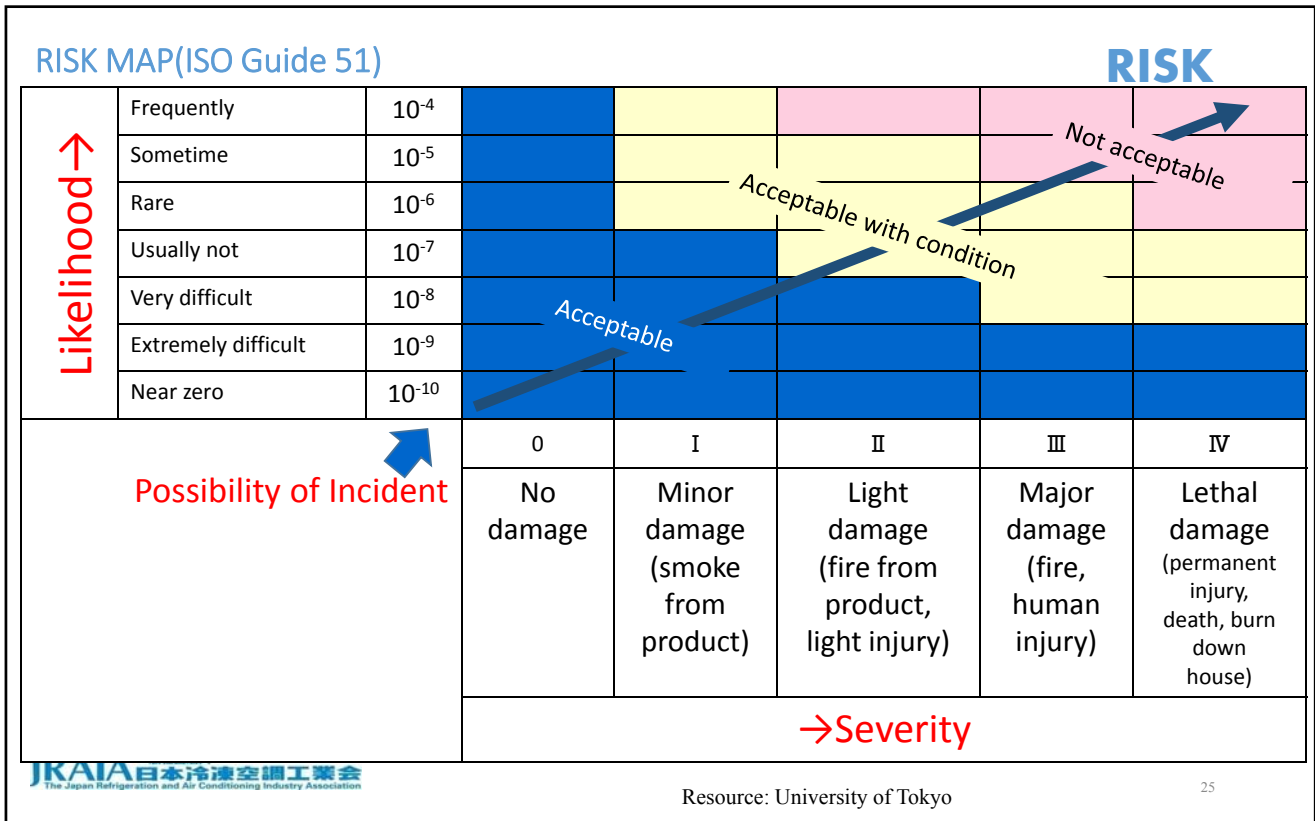 RISK MAP(ISO Guide 51)
RISK
Likelihood→
Frequently 10⁻⁴
Sometime 10⁻⁵
Rare 10⁻⁶
Usually not 10⁻⁷
Very difficult 10⁻⁸
Extremely difficult 10⁻⁹
Near zero 10⁻¹⁰
Not acceptable
Acceptable with condition
Acceptable
Possibility of Incident
0 Ⅰ Ⅱ Ⅲ Ⅳ
No
damage
Minor
damage
(smoke
from
product)
Light
damage
(fire from
product,
light injury)
Major
damage
(fire,
human
injury)
Lethal
damage
(permanent
injury,
death, burn
down
house)
→Severity
JRAIA日本冷凍空調工業会
The Japan Refrigeration and Air Conditioning Industry Association
Resource: University of Tokyo
25